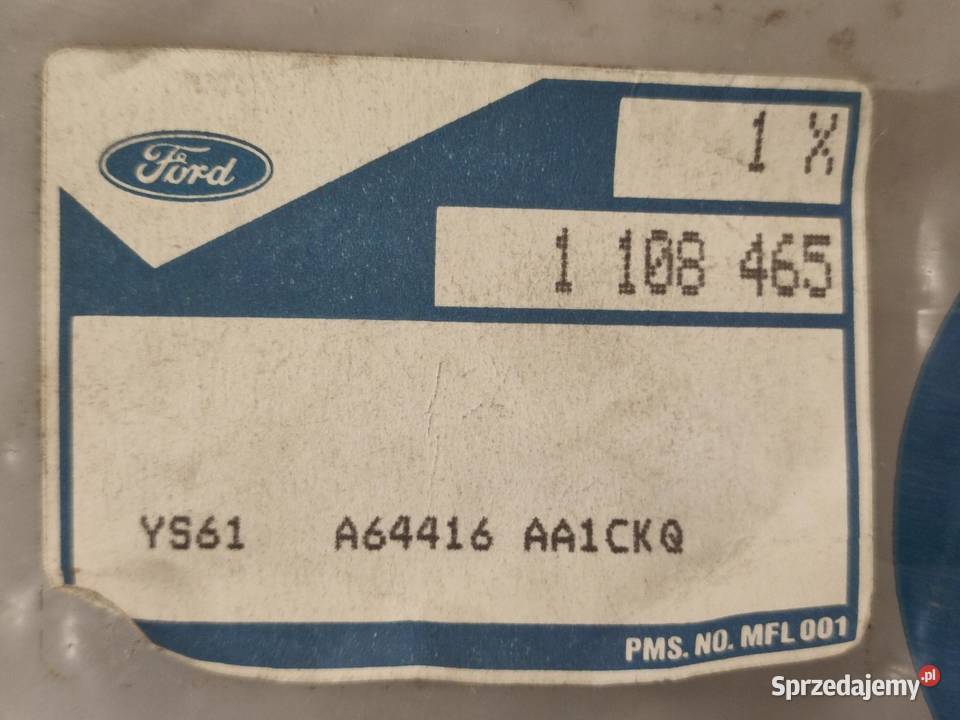 Ford
1 X
1 108 465
YS61 A64416 AA1CKQ
PMS. NO. MFL 001
Sprzedajemy.pl